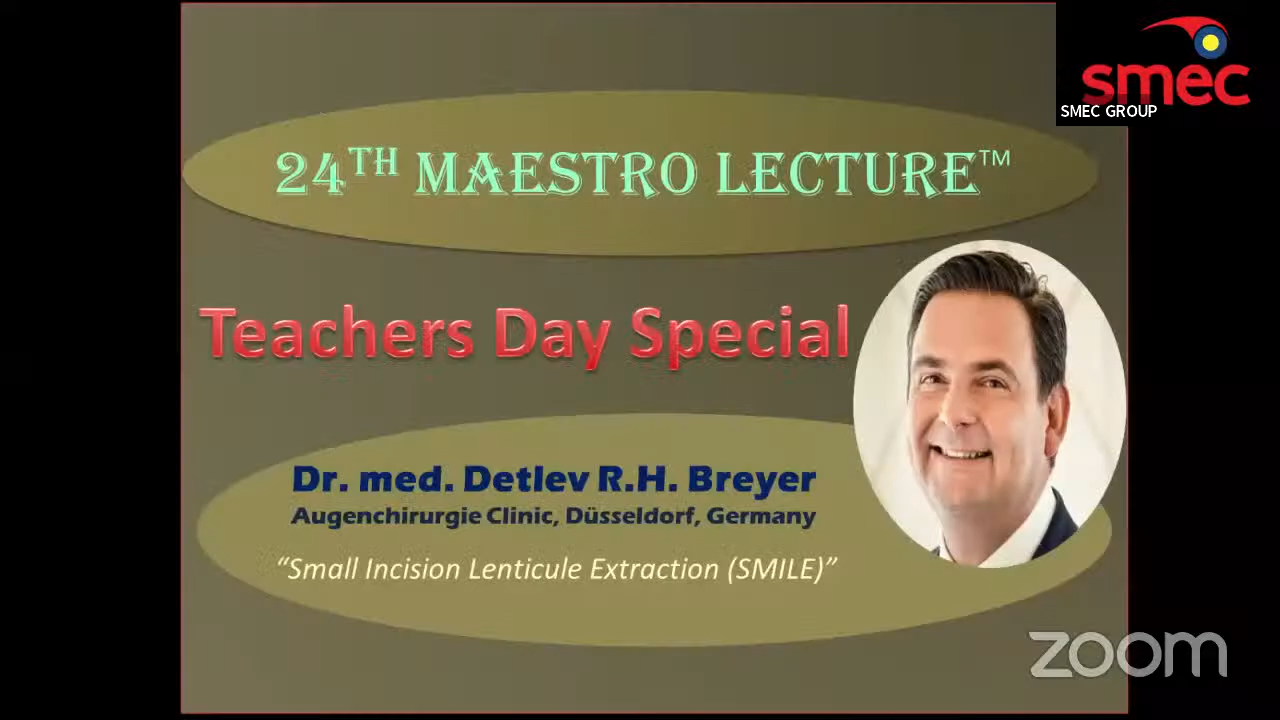 smec
SMEC GROUP
24TH MAESTRO LECTURE™
Teachers Day Special
Dr. med. Detlev R.H. Breyer
Augenchirurgie Clinic, Düsseldorf, Germany
“Small Incision Lenticule Extraction (SMILE)”
zoom